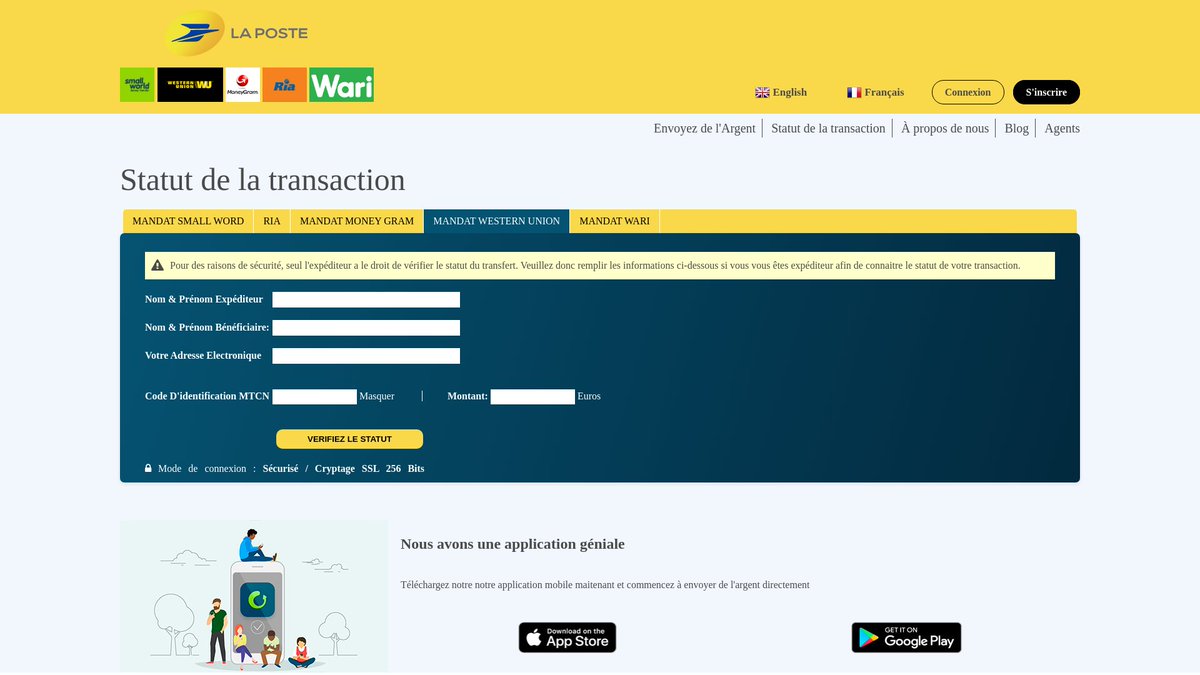 LA POSTE
small world
WESTERN UNION WU
MoneyGram
Ria
Wari
English
Français
Connexion
S'inscrire
Envoyez de l'Argent
Statut de la transaction
À propos de nous
Blog
Agents
Statut de la transaction
MANDAT SMALL WORD
RIA
MANDAT MONEY GRAM
MANDAT WESTERN UNION
MANDAT WARI
Pour des raisons de sécurité, seul l'expéditeur a le droit de vérifier le statut du transfert. Veuillez donc remplir les informations ci-dessous si vous vous êtes expéditeur afin de connaitre le statut de votre transaction.
Nom & Prénom Expéditeur
Nom & Prénom Bénéficiaire:
Votre Adresse Electronique
Code D'identification MTCN Masquer | Montant: Euros
VERIFIEZ LE STATUT
Mode de connexion : Sécurisé / Cryptage SSL 256 Bits
Nous avons une application géniale
Téléchargez notre notre application mobile maitenant et commencez à envoyer de l'argent directement
Download on the
App Store
GET IT ON
Google Play